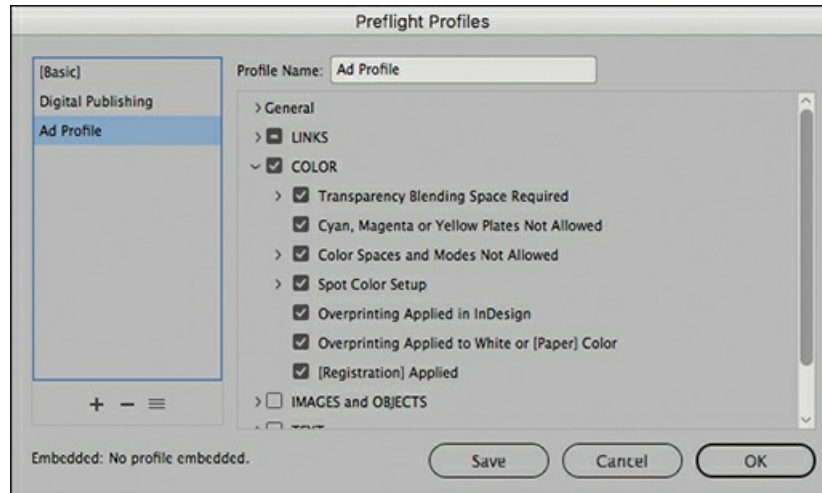 Preflight Profiles
[Basic]
Digital Publishing
Ad Profile
Profile Name: Ad Profile
General
LINKS
COLOR
Transparency Blending Space Required
Cyan, Magenta or Yellow Plates Not Allowed
Color Spaces and Modes Not Allowed
Spot Color Setup
Overprinting Applied in InDesign
Overprinting Applied to White or [Paper] Color
[Registration] Applied
IMAGES and OBJECTS
Embedded: No profile embedded.
Save
Cancel
OK